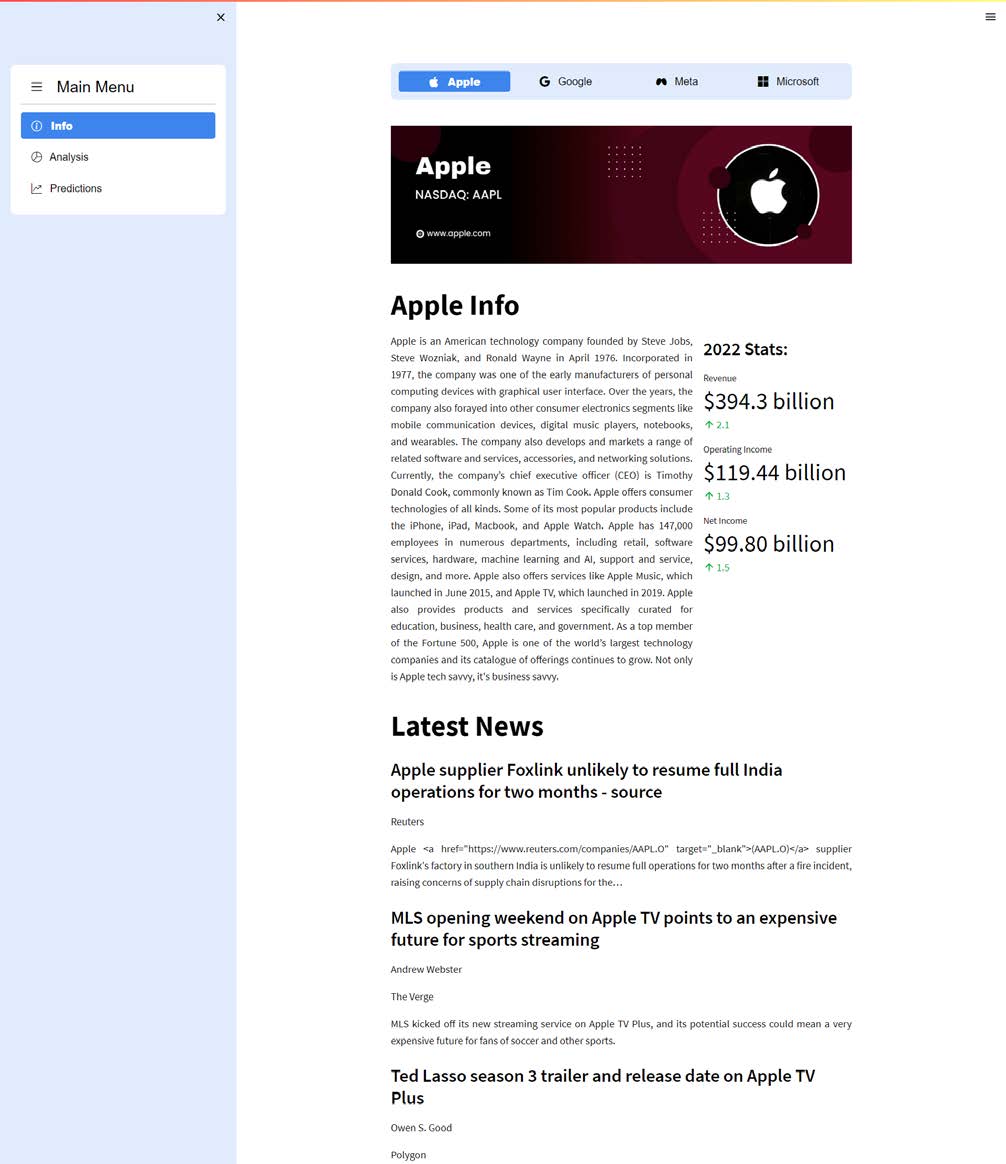 Main Menu
Info
Analysis
Predictions
Apple
Google
Meta
Microsoft
Apple
NASDAQ: AAPL
www.apple.com
Apple Info
Apple is an American technology company founded by Steve Jobs,
Steve Wozniak, and Ronald Wayne in April 1976. Incorporated in
1977, the company was one of the early manufacturers of personal
computing devices with graphical user interface. Over the years, the
company also forayed into other consumer electronics segments like
mobile communication devices, digital music players, notebooks,
and wearables. The company also develops and markets a range of
related software and services, accessories, and networking solutions.
Currently, the company's chief executive officer (CEO) is Timothy
Donald Cook, commonly known as Tim Cook. Apple offers consumer
technologies of all kinds. Some of its most popular products include
the iPhone, iPad, Macbook, and Apple Watch. Apple has 147,000
employees in numerous departments, including retail, software
services, hardware, machine learning and AI, support and service,
design, and more. Apple also offers services like Apple Music, which
launched in June 2015, and Apple TV, which launched in 2019. Apple
also provides products and services specifically curated for
education, business, health care, and government. As a top member
of the Fortune 500, Apple is one of the world's largest technology
companies and its catalogue of offerings continues to grow. Not only
is Apple tech savvy, it's business savvy.
2022 Stats:
Revenue
$394.3 billion
↑ 2.1
Operating Income
$119.44 billion
↑ 1.3
Net Income
$99.80 billion
↑ 1.5
Latest News
Apple supplier Foxlink unlikely to resume full India
operations for two months - source
Reuters
Apple <a href="https://www.reuters.com/companies/AAPL.O" target="_blank">(AAPL.O)</a> supplier
Foxlink's factory in southern India is unlikely to resume full operations for two months after a fire incident,
raising concerns of supply chain disruptions for the…
MLS opening weekend on Apple TV points to an expensive
future for sports streaming
Andrew Webster
The Verge
MLS kicked off its new streaming service on Apple TV Plus, and its potential success could mean a very
expensive future for fans of soccer and other sports.
Ted Lasso season 3 trailer and release date on Apple TV
Plus
Owen S. Good
Polygon